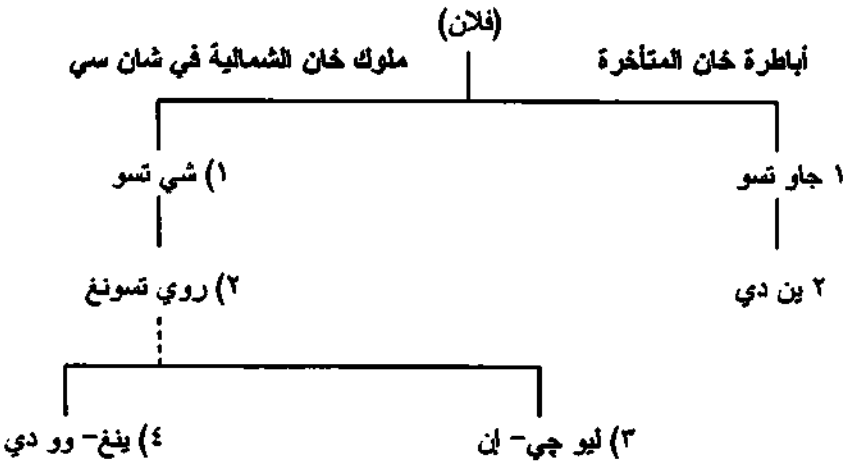 (فلان)
أباطرة خان المتأخرة
ملوك خان الشمالية في شان سي
١ جاو تسو
١) شي تسو
٢ ين دي
٢) روي تسونغ
٣) ليو جي- إن
٤) ينغ- وو دي